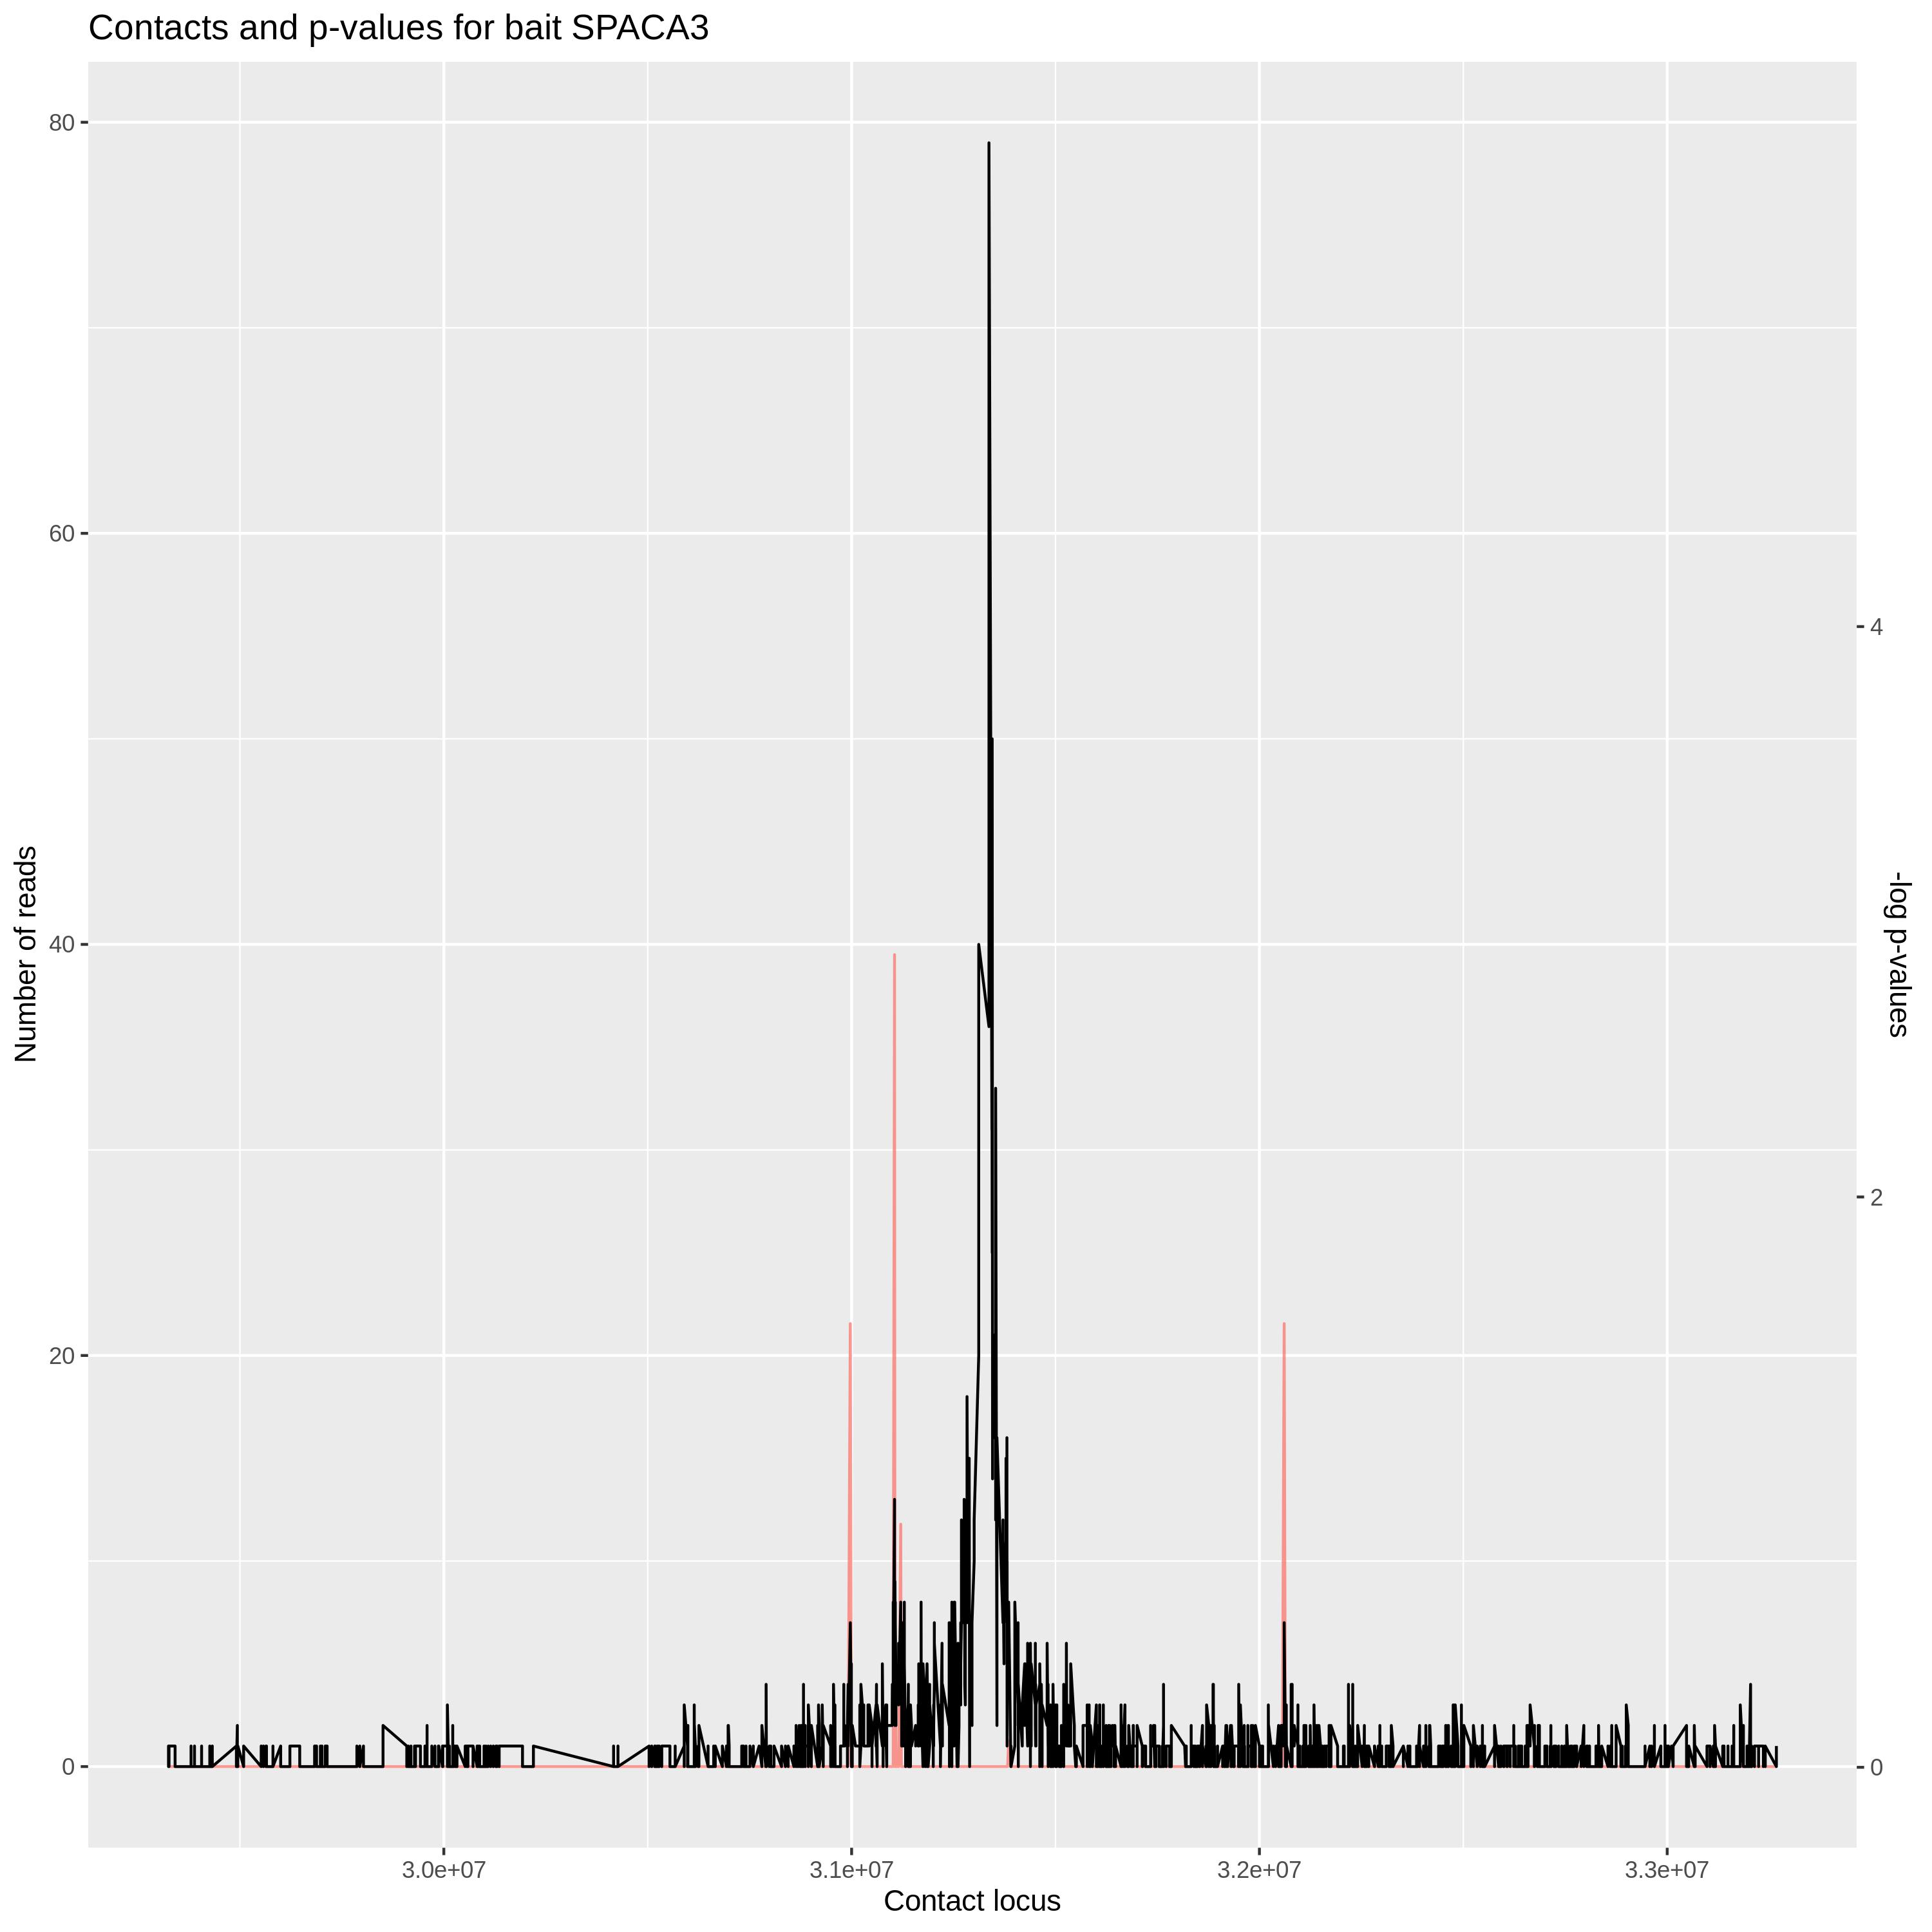 Contacts and p-values for bait SPACA3
80
60
40
20
0
Number of reads
4
2
0
-log p-values
3.0e+07 3.1e+07 3.2e+07 3.3e+07
Contact locus